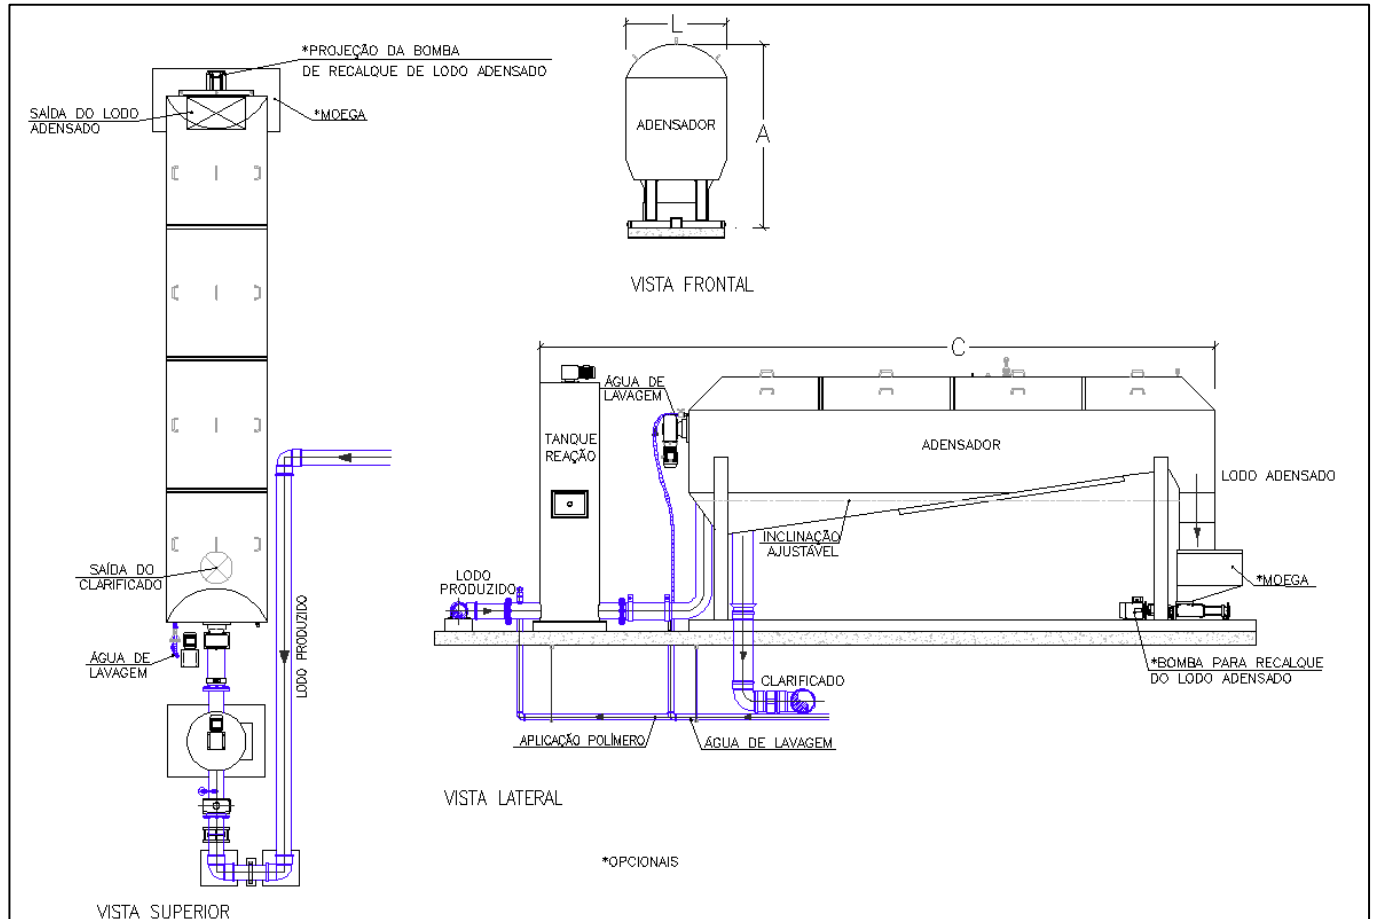 *PROJEÇÃO DA BOMBA
DE RECALQUE DE LODO ADENSADO
SAÍDA DO LODO
ADENSADO
*MOEGA
SAÍDA DO
CLARIFICADO
ÁGUA DE
LAVAGEM
LODO PRODUZIDO
VISTA SUPERIOR
L
ADENSADOR
A
VISTA FRONTAL
C
ÁGUA DE
LAVAGEM
TANQUE
REAÇÃO
ADENSADOR
LODO ADENSADO
INCLINAÇÃO
AJUSTÁVEL
LODO
PRODUZIDO
*MOEGA
*BOMBA PARA RECALQUE
DO LODO ADENSADO
CLARIFICADO
APLICAÇÃO POLÍMERO
ÁGUA DE LAVAGEM
VISTA LATERAL
*OPCIONAIS